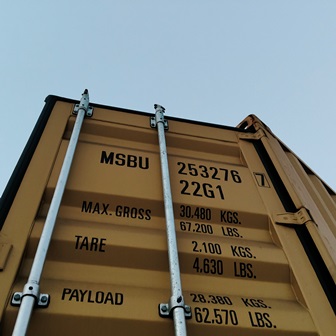 MSBU 253276 7
22G1
MAX. GROSS 30.480 KGS.
67.200 LBS.
TARE 2.100 KGS.
4,630 LBS.
PAYLOAD 28.380 KGS.
62.570 LBS.